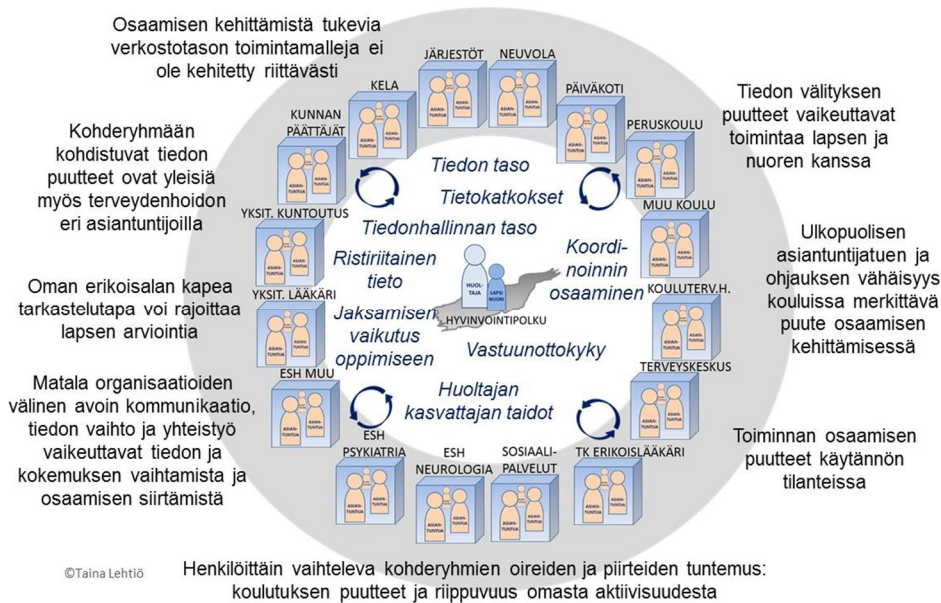 Osaamisen kehittämistä tukevia
verkostotason toimintamalleja ei
ole kehitetty riittävästi
JÄRJESTÖT
NEUVOLA
KELA
PÄIVÄKOTI
KUNNAN
PÄÄTTÄJÄT
PERUSKOULU
Tiedon välityksen
puutteet vaikeuttavat
toimintaa lapsen ja
nuoren kanssa
Kohderyhmään
kohdistuvat tiedon
puutteet ovat yleisiä
myös terveydenhoidon
eri asiantuntijoilla
Tiedon taso
Tietokatkokset
Tiedonhallinnan taso
YKSIT. KUNTOUTUS
MUU KOULU
Ristiriitainen
tieto
Koordi-
noinnin
osaaminen
HUOL-
TAJA
LAPSI
NUORI
HYVINVOINTIPOLKU
Ulkopuolisen
asiantuntijatuen ja
ohjauksen vähäisyys
kouluissa merkittävä
puute osaamisen
kehittämisessä
Oman erikoisalan kapea
tarkastelutapa voi rajoittaa
lapsen arviointia
YKSIT. LÄÄKÄRI
KOULUTERV.H.
Jaksamisen
vaikutus
oppimiseen
Vastuunottokyky
ESH MUU
TERVEYSKESKUS
Matala organisaatioiden
välinen avoin kommunikaatio,
tiedon vaihto ja yhteistyö
vaikeuttavat tiedon ja
kokemuksen vaihtamista ja
osaamisen siirtämistä
Huoltajan
kasvattajan taidot
Toiminnan osaamisen
puutteet käytännön
tilanteissa
ESH
PSYKIATRIA
ESH
NEUROLOGIA
SOSIAALI-
PALVELUT
TK ERIKOISLÄÄKÄRI
ASIAN-
TUNTIJA
©Taina Lehtiö
Henkilöittäin vaihteleva kohderyhmien oireiden ja piirteiden tuntemus:
koulutuksen puutteet ja riippuvuus omasta aktiivisuudesta